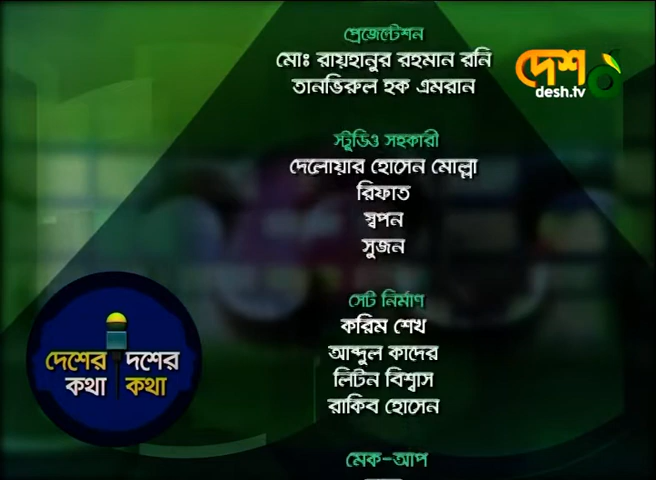 প্রেজেন্টেশন
মোঃ রায়হানুর রহমান রনি
তানভিরুল হক এমরান
দেশ
desh.tv
স্টুডিও সহকারী
দেলোয়ার হোসেন মোল্লা
রিফাত
স্বপন
সুজন
সেট নির্মাণ
করিম শেখ
আব্দুল কাদের
লিটন বিশ্বাস
রাকিব হোসেন
দেশের দশের
কথা কথা
মেক-আপ